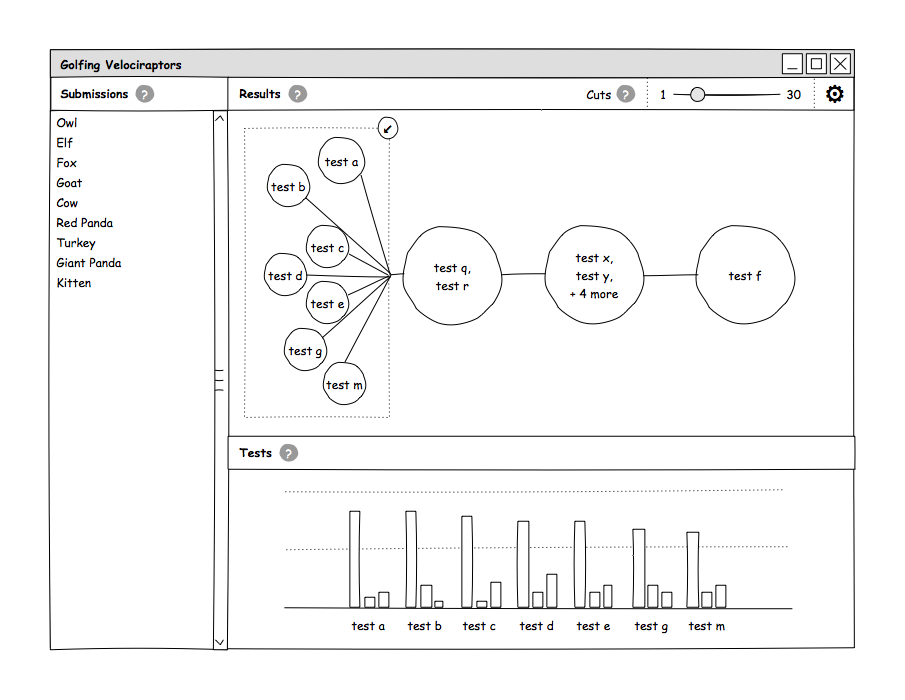 Golfing Velociraptors
Submissions ?
Results ?
Cuts ?
1
30
Owl
Elf
Fox
Goat
Cow
Red Panda
Turkey
Giant Panda
Kitten
test a
test b
test c
test d
test e
test g
test m
test q,
test r
test x,
test y,
+ 4 more
test f
Tests ?
test a test b test c test d test e test g test m